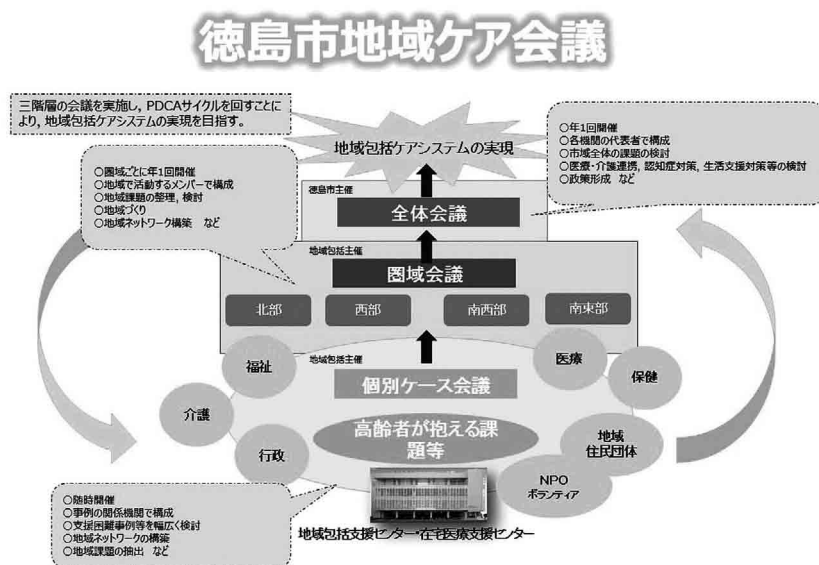 徳島市地域ケア会議
三階層の会議を実施し, PDCAサイクルを回すことに
より, 地域包括ケアシステムの実現を目指す。
地域包括ケアシステムの実現
○年1回開催
○各機関の代表者で構成
○市域全体の課題の検討
○医療・介護連携, 認知症対策, 生活支援対策等の検討
○政策形成 など
○圏域ごとに年1回開催
○地域で活動するメンバーで構成
○地域課題の整理, 検討
○地域づくり
○地域ネットワーク構築 など
徳島市主催
全体会議
地域包括主催
圏域会議
北部
西部
南西部
南東部
地域包括主催
個別ケース会議
福祉
医療
保健
介護
行政
高齢者が抱える課
題等
地域
住民団体
NPO
ボランティア
○随時開催
○事例の関係機関で構成
○支援困難事例等を幅広く検討
○地域ネットワークの構築
○地域課題の抽出 など
地域包括支援センター・在宅医療支援センター